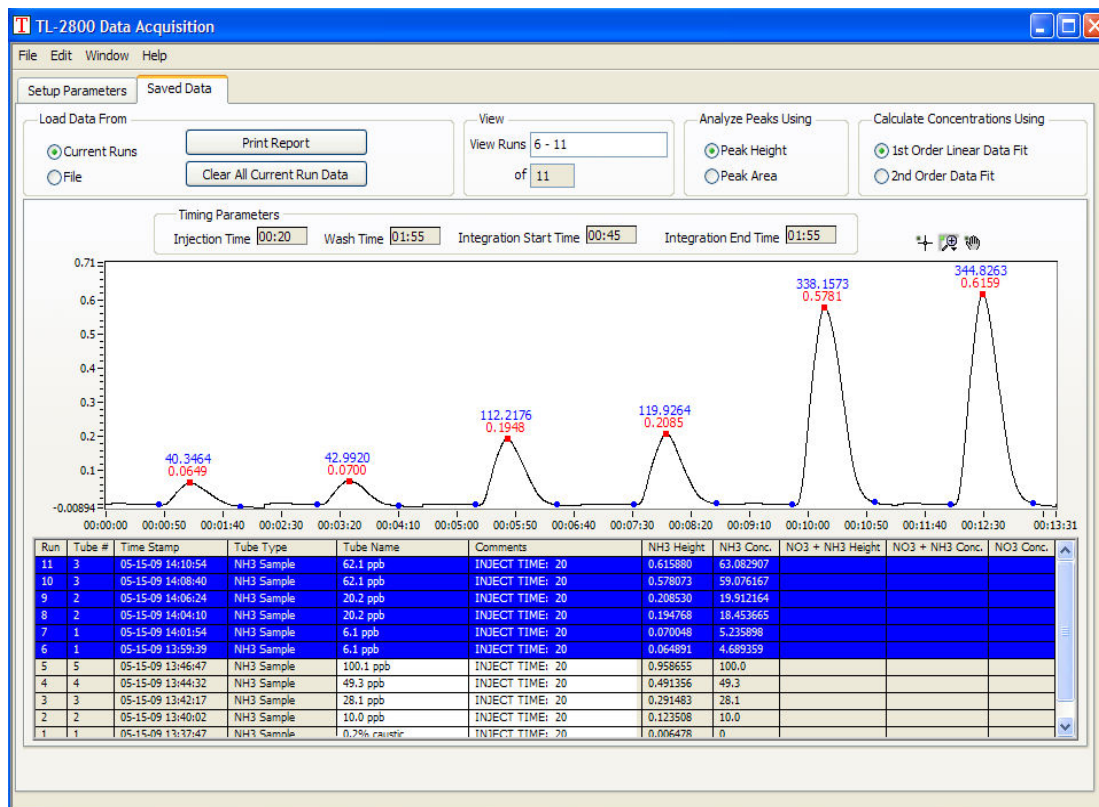 T TL-2800 Data Acquisition
File Edit Window Help
Setup Parameters Saved Data
Load Data From
Current Runs
File
Print Report
Clear All Current Run Data
View
View Runs 6 - 11
of 11
Analyze Peaks Using
Peak Height
Peak Area
Calculate Concentrations Using
1st Order Linear Data Fit
2nd Order Data Fit
Timing Parameters
Injection Time 00:20 Wash Time 01:55 Integration Start Time 00:45 Integration End Time 01:55
0.71
0.6
0.5
0.4
0.3
0.2
0.1
-0.00894
40.3464
0.0649
42.9920
0.0700
112.2176
0.1948
119.9264
0.2085
338.1573
0.5781
344.8263
0.6159
00:00:00 00:00:50 00:01:40 00:02:30 00:03:20 00:04:10 00:05:00 00:05:50 00:06:40 00:07:30 00:08:20 00:09:10 00:10:00 00:10:50 00:11:40 00:12:30 00:13:31
Run Tube # Time Stamp Tube Type Tube Name Comments NH3 Height NH3 Conc. NO3 + NH3 Height NO3 + NH3 Conc. NO3 Conc.
11 3 05-15-09 14:10:54 NH3 Sample 62.1 ppb INJECT TIME: 20 0.615880 63.082907
10 3 05-15-09 14:08:40 NH3 Sample 62.1 ppb INJECT TIME: 20 0.578073 59.076167
9 2 05-15-09 14:06:24 NH3 Sample 20.2 ppb INJECT TIME: 20 0.208530 19.912164
8 2 05-15-09 14:04:10 NH3 Sample 20.2 ppb INJECT TIME: 20 0.194768 18.453665
7 1 05-15-09 14:01:54 NH3 Sample 6.1 ppb INJECT TIME: 20 0.070048 5.235898
6 1 05-15-09 13:59:39 NH3 Sample 6.1 ppb INJECT TIME: 20 0.064891 4.689359
5 5 05-15-09 13:46:47 NH3 Sample 100.1 ppb INJECT TIME: 20 0.958655 100.0
4 4 05-15-09 13:44:32 NH3 Sample 49.3 ppb INJECT TIME: 20 0.491356 49.3
3 3 05-15-09 13:42:17 NH3 Sample 28.1 ppb INJECT TIME: 20 0.291483 28.1
2 2 05-15-09 13:40:02 NH3 Sample 10.0 ppb INJECT TIME: 20 0.123508 10.0
1 1 05-15-09 13:37:47 NH3 Sample 0.2% caustic INJECT TIME: 20 0.006478 0